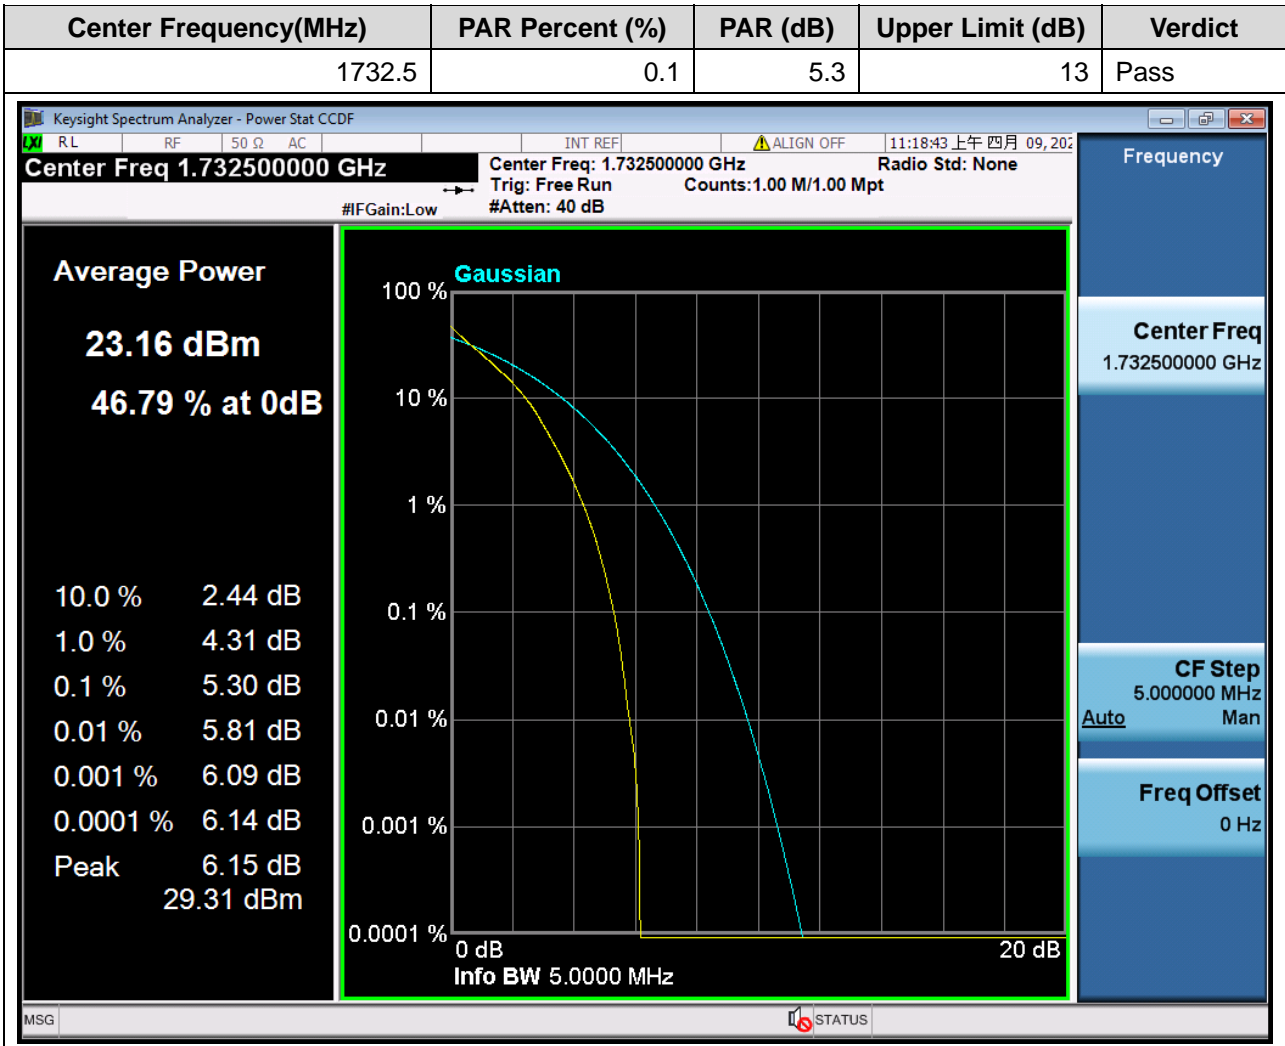 Center Frequency(MHz) PAR Percent (%) PAR (dB) Upper Limit (dB) Verdict
1732.5 0.1 5.3 13 Pass
Keysight Spectrum Analyzer - Power Stat CCDF
LXI RL RF 50 Ω AC INT REF ALIGN OFF 11:18:43 上午 四月 09, 202
Center Freq 1.732500000 GHz
Center Freq: 1.732500000 GHz Radio Std: None
Trig: Free Run Counts:1.00 M/1.00 Mpt
#IFGain:Low #Atten: 40 dB
Average Power
23.16 dBm
46.79 % at 0dB
10.0 % 2.44 dB
1.0 % 4.31 dB
0.1 % 5.30 dB
0.01 % 5.81 dB
0.001 % 6.09 dB
0.0001 % 6.14 dB
Peak 6.15 dB
29.31 dBm
Gaussian
100 %
10 %
1 %
0.1 %
0.01 %
0.001 %
0.0001 %
0 dB 20 dB
Info BW 5.0000 MHz
Frequency
Center Freq
1.732500000 GHz
CF Step
5.000000 MHz
Auto Man
Freq Offset
0 Hz
MSG STATUS